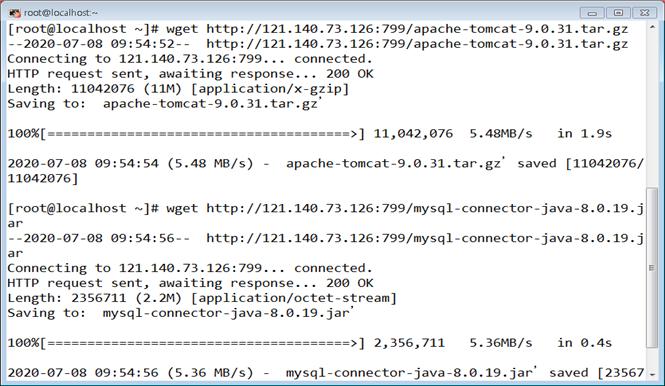 root@localhost:~
[root@localhost ~]# wget http://121.140.73.126:799/apache-tomcat-9.0.31.tar.gz
--2020-07-08 09:54:52--  http://121.140.73.126:799/apache-tomcat-9.0.31.tar.gz
Connecting to 121.140.73.126:799... connected.
HTTP request sent, awaiting response... 200 OK
Length: 11042076 (11M) [application/x-gzip]
Saving to:  apache-tomcat-9.0.31.tar.gz'
100%[======================================>] 11,042,076  5.48MB/s   in 1.9s
2020-07-08 09:54:54 (5.48 MB/s) -  apache-tomcat-9.0.31.tar.gz' saved [11042076/
11042076]
[root@localhost ~]# wget http://121.140.73.126:799/mysql-connector-java-8.0.19.j
ar
--2020-07-08 09:54:56--  http://121.140.73.126:799/mysql-connector-java-8.0.19.j
ar
Connecting to 121.140.73.126:799... connected.
HTTP request sent, awaiting response... 200 OK
Length: 2356711 (2.2M) [application/octet-stream]
Saving to:  mysql-connector-java-8.0.19.jar'
100%[======================================>] 2,356,711   5.36MB/s   in 0.4s
2020-07-08 09:54:56 (5.36 MB/s) -  mysql-connector-java-8.0.19.jar' saved [23567